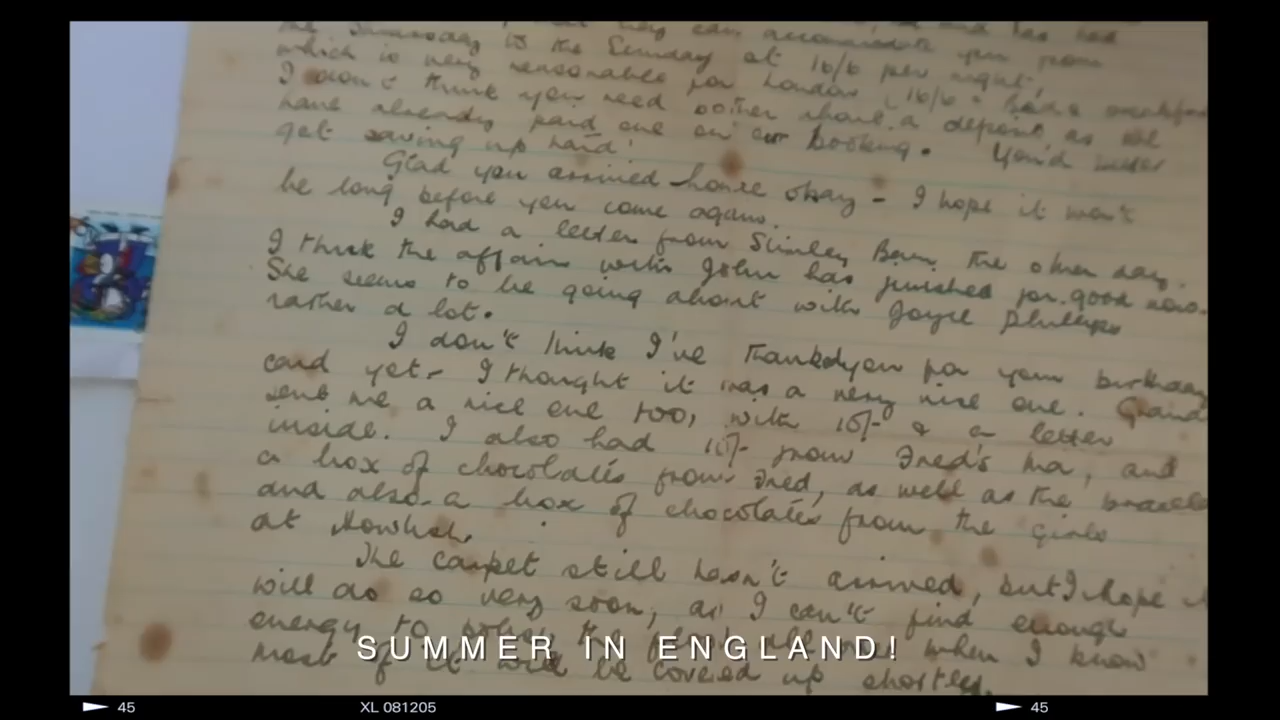 they can accommodate you from
the Thursday to the Sunday at 16/6 per night,
which is very reasonable for London (16/6 - bed & breakfast
I don't think you need bother about a deposit as we
have already paid one on our booking. You'd better
get saving up hard!
Glad you arrived home okay - I hope it won't
be long before you come again.
I had a letter from Shirley the other day.
I think the affair with John has finished for good now.
She seems to be going about with Joyce Phillips
rather a lot.
I don't think I've thanked you for your birthday
card yet - I thought it was a very nice one. Grand
sent me a nice one too, with 10/- & a letter
inside. I also had 10/- from Fred's Ma, and
a box of chocolates from Fred, as well as the bracele
and also a box of chocolates from the girls
at
The carpet still hasn't arrived, but I hope it
will do so very soon, as I can't find enough
energy to the when I know
most of it will be covered up shortly.
SUMMER IN ENGLAND!
45 XL 081205 45